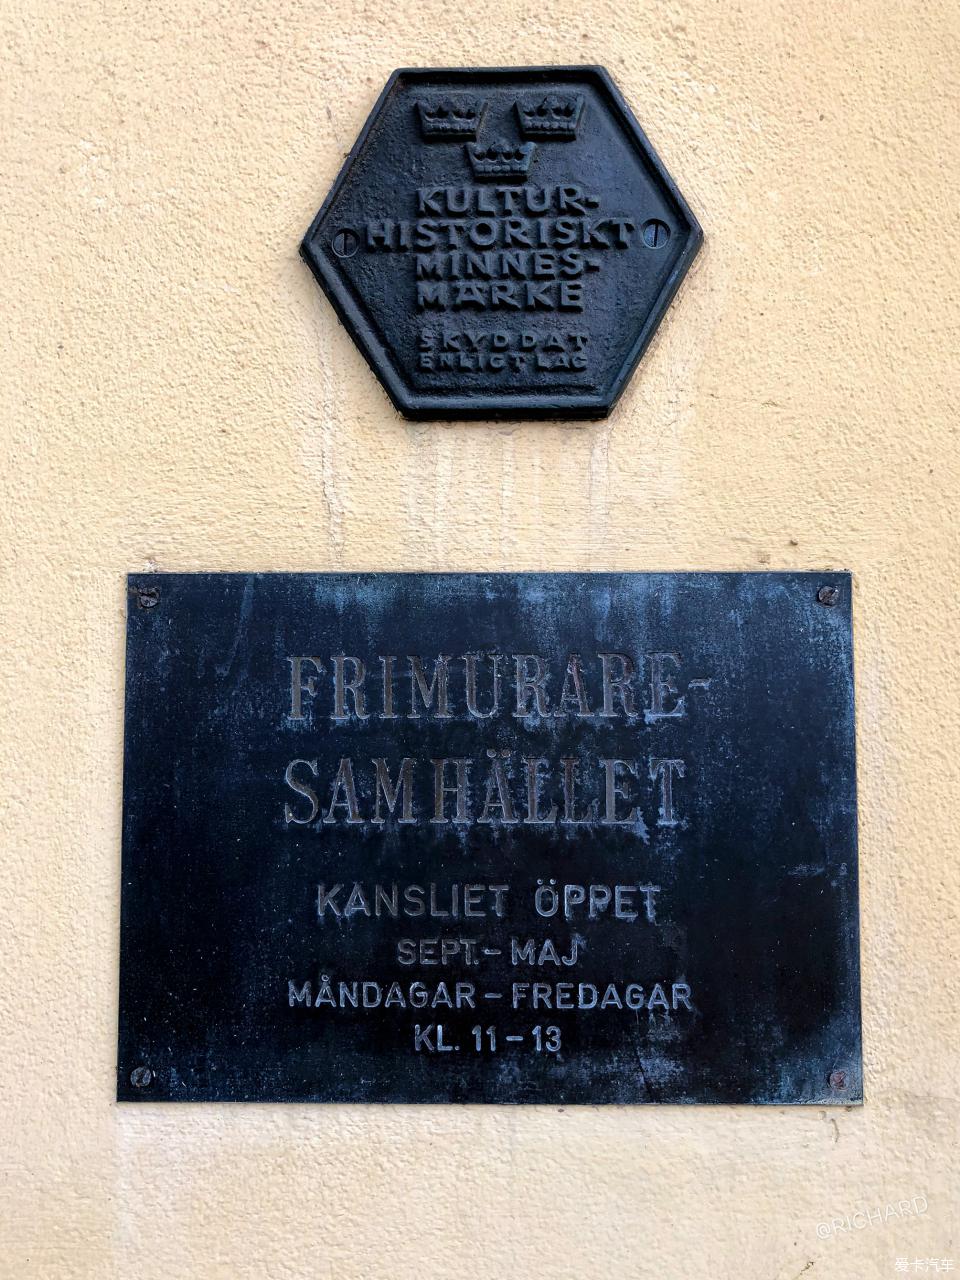 KULTUR-
HISTORISKT
MINNES-
MÄRKE
SKYDDAT
ENLIGT LAG
FRIMURARE-
SAMHÄLLET
KANSLIET ÖPPET
SEPT.- MAJ
MÅNDAGAR - FREDAGAR
KL. 11 - 13
@RICHARD
爱卡汽车